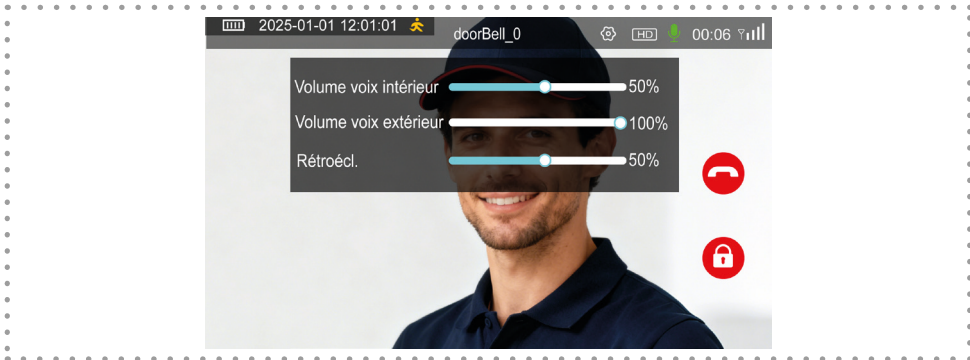 2025-01-01 12:01:01 doorBell_0 HD 00:06
Volume voix intérieur 50%
Volume voix extérieur 100%
Rétroécl. 50%